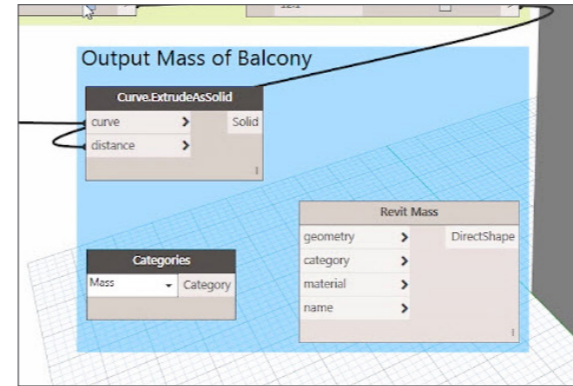 Output Mass of Balcony
Curve.ExtrudeAsSolid
curve > Solid
distance >
Revit Mass
geometry > DirectShape
category >
material >
name >
Categories
Mass Category